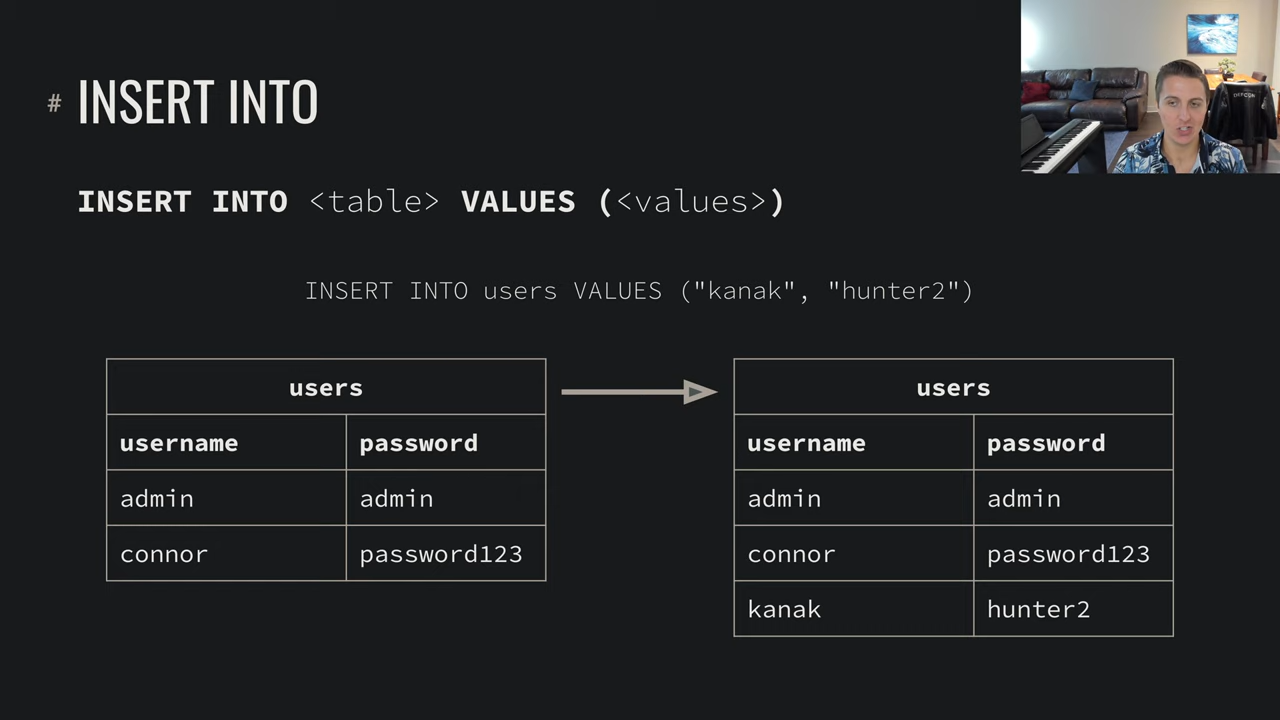 # INSERT INTO
INSERT INTO <table> VALUES (<values>)
INSERT INTO users VALUES ("kanak", "hunter2")
users
username password
admin admin
connor password123
users
username password
admin admin
connor password123
kanak hunter2
DEFCON